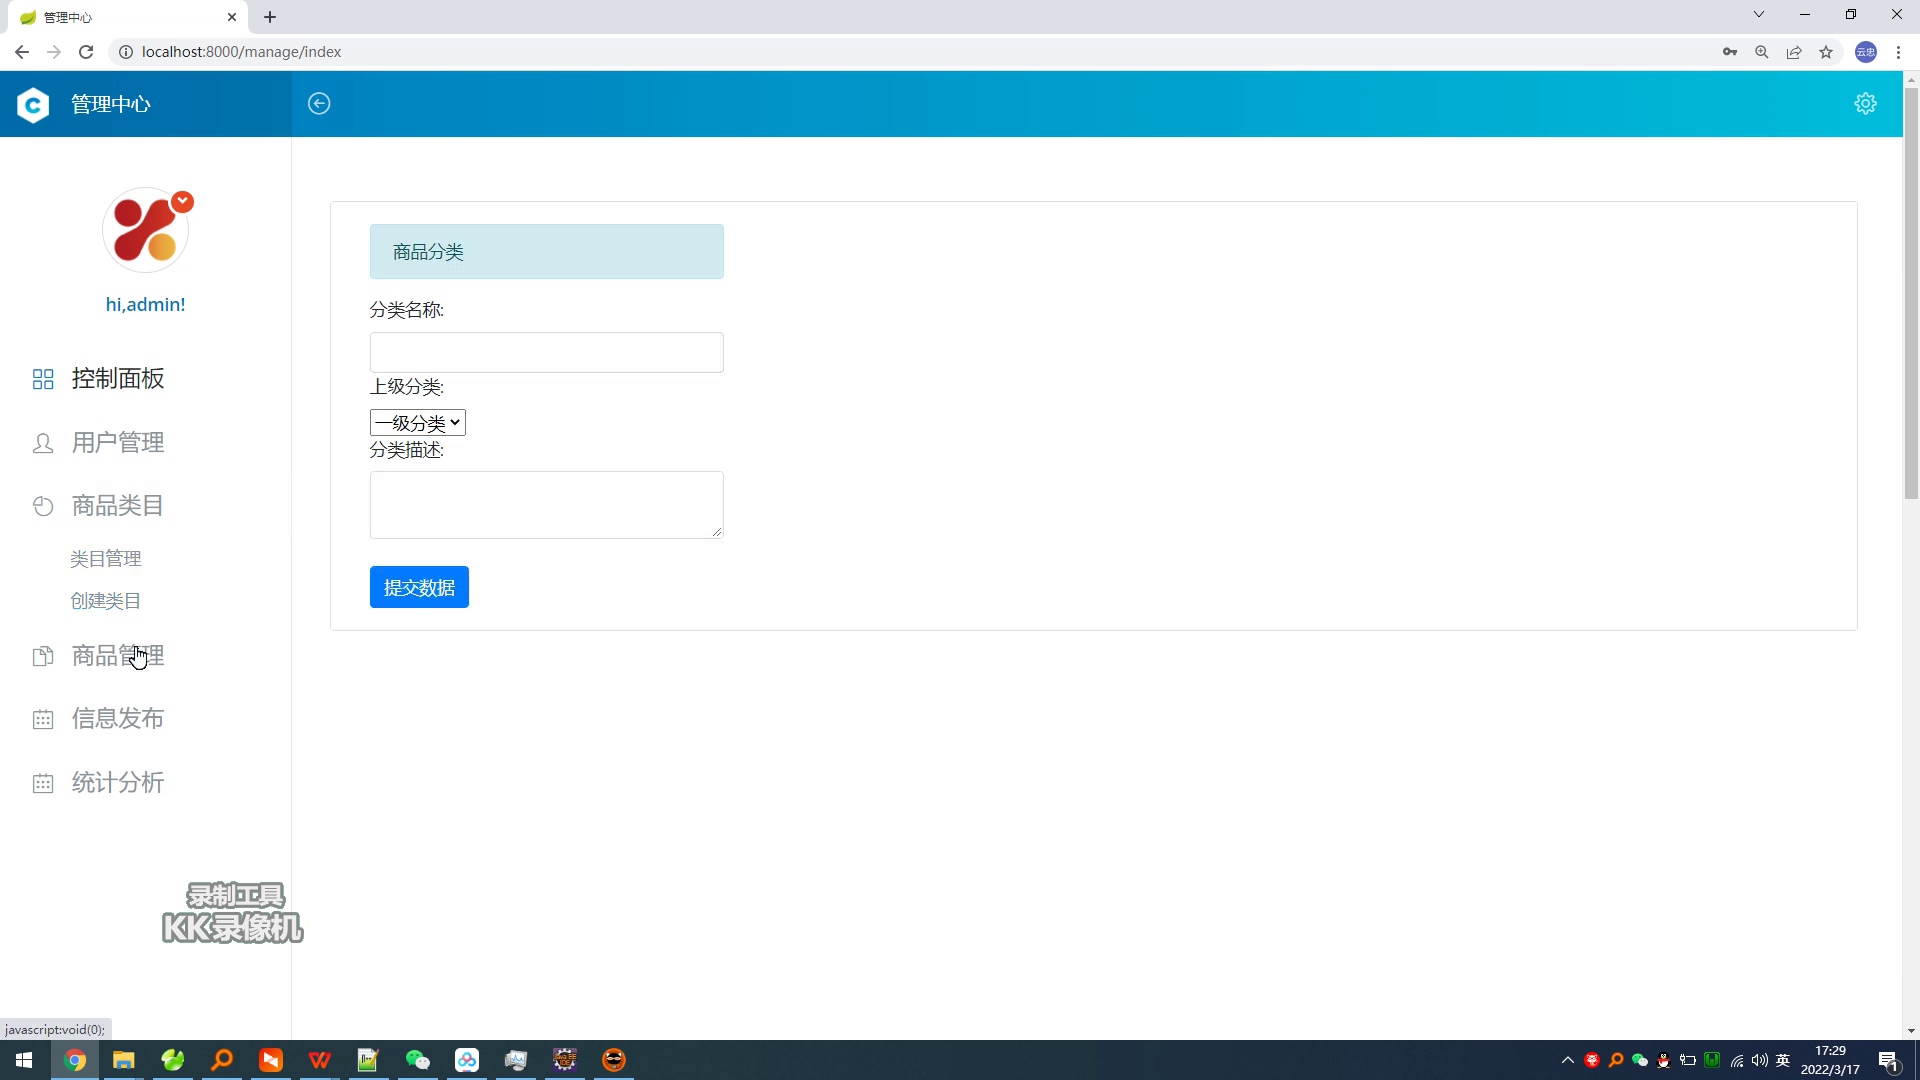 管理中心
localhost:8000/manage/index
云忠
管理中心
hi,admin!
控制面板
用户管理
商品类目
类目管理
创建类目
商品管理
信息发布
统计分析
商品分类
分类名称:
上级分类:
一级分类
分类描述:
提交数据
录制工具
KK录像机
javascript:void(0);
英
17:29
2022/3/17
1